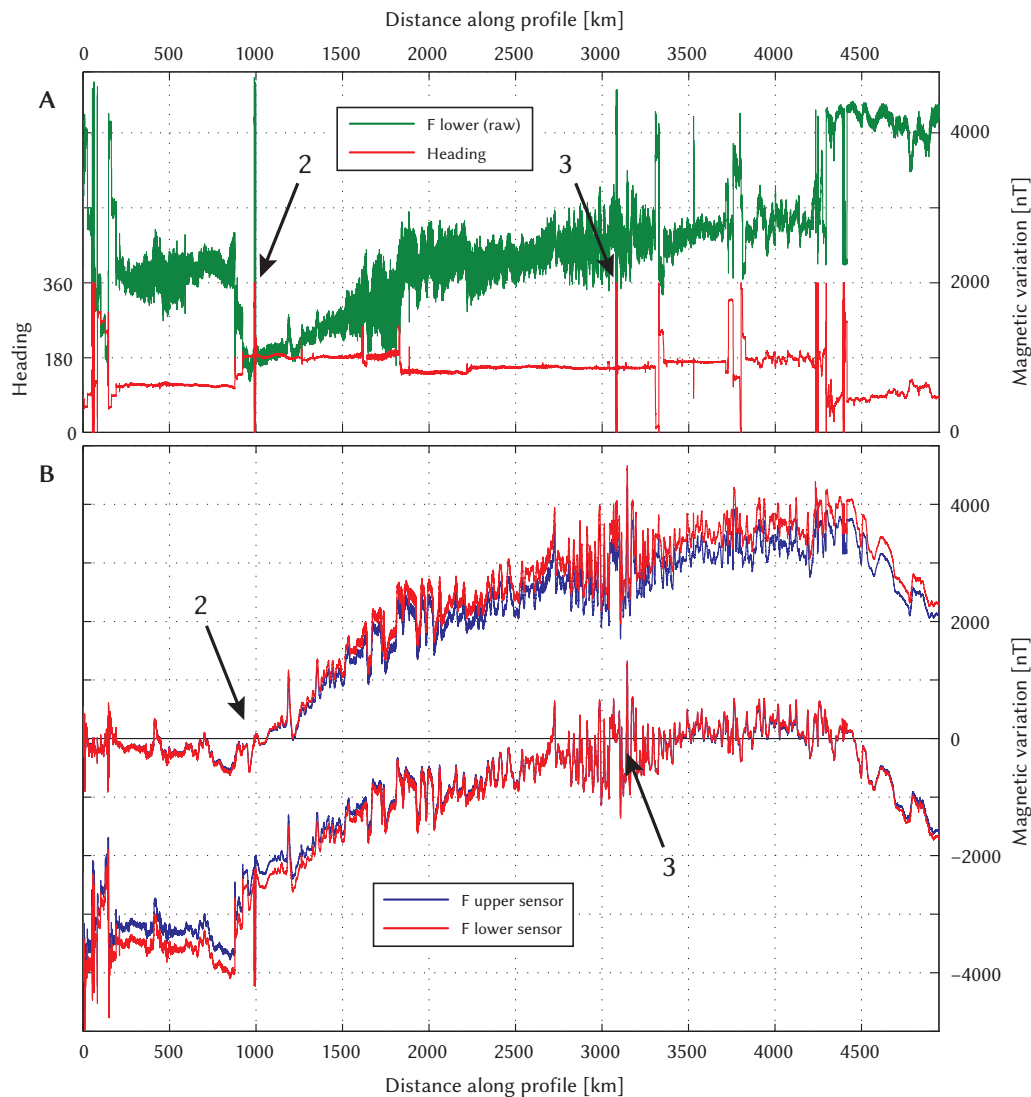 Distance along profile [km]
0 500 1000 1500 2000 2500 3000 3500 4000 4500
A
F lower (raw)
Heading
2
3
4000
2000
0
360
180
0
Heading
Magnetic variation [nT]
B
2
3
4000
2000
0
−2000
−4000
Magnetic variation [nT]
F upper sensor
F lower sensor
0 500 1000 1500 2000 2500 3000 3500 4000 4500
Distance along profile [km]